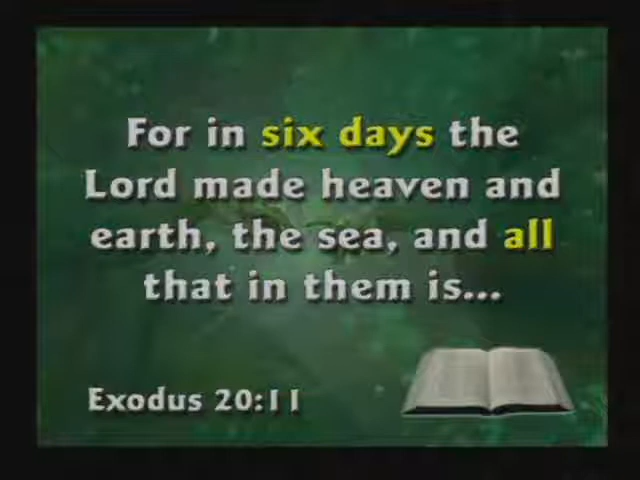 For in six days the
Lord made heaven and
earth, the sea, and all
that in them is...
Exodus 20:11